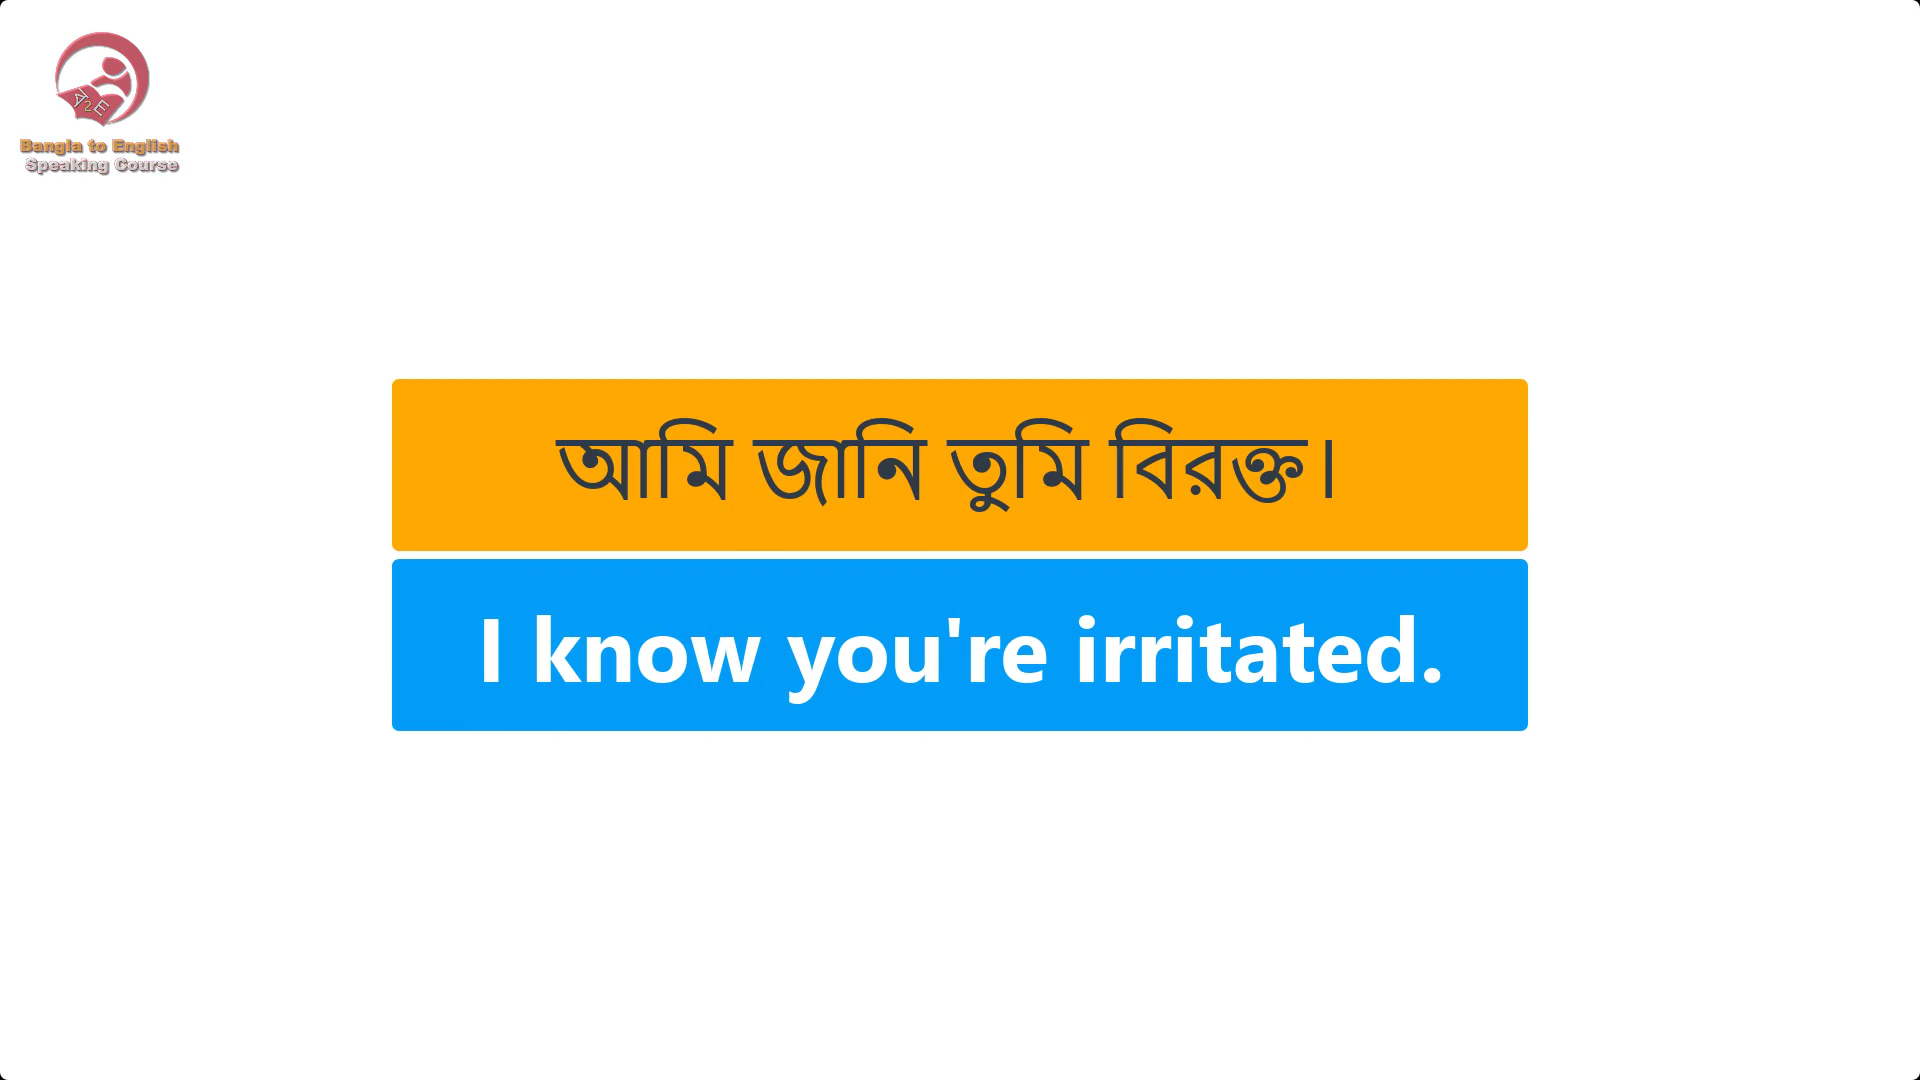 Bangla to English
Speaking Course
আমি জানি তুমি বিরক্ত।
I know you're irritated.